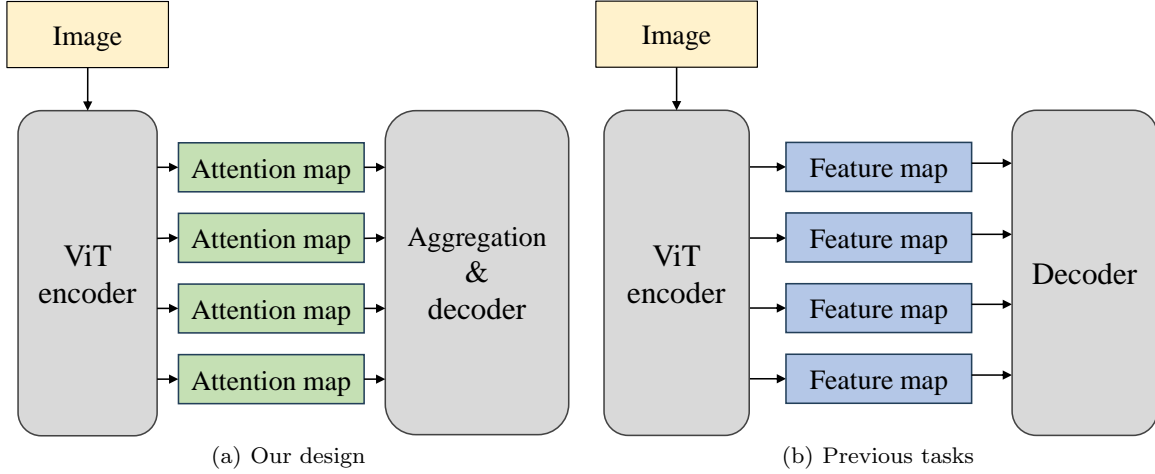 Image
ViT
encoder
Attention map
Attention map
Attention map
Attention map
Aggregation
&
decoder
(a) Our design
Image
ViT
encoder
Feature map
Feature map
Feature map
Feature map
Decoder
(b) Previous tasks